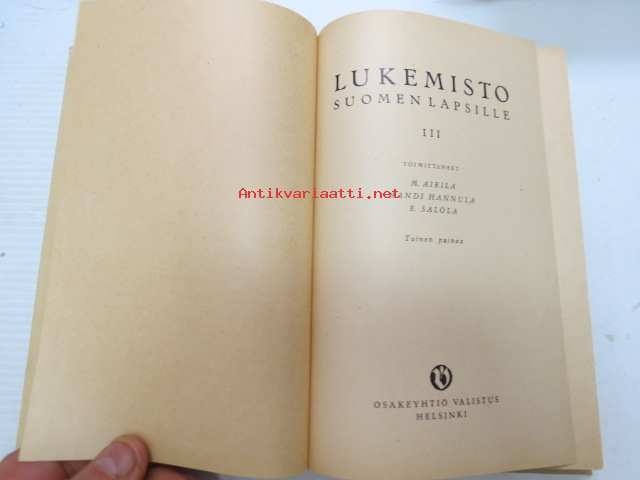 LUKEMISTO
SUOMEN LAPSILLE
III
TOIMITTANEET
M. AIRILA
HANNULA
E. SALOLA
Antikvariaatti.net
Toinen painos
OSAKEYHTIÖ VALISTUS
HELSINKI